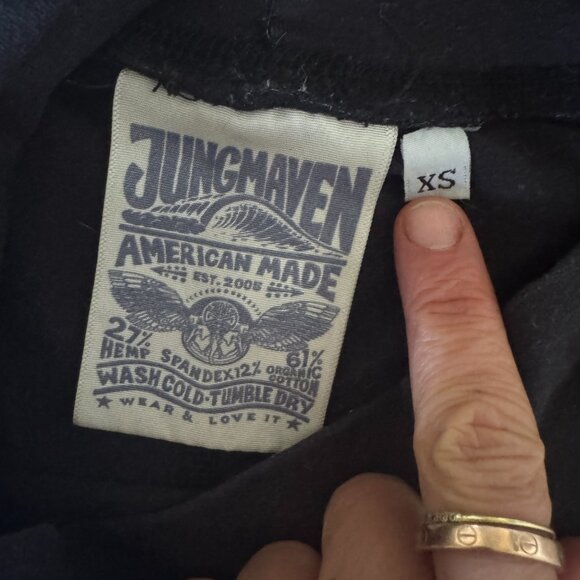 JUNGMAVEN
AMERICAN MADE
EST. 2005
27% HEMP SPANDEX 12% 61% ORGANIC COTTON
WASH COLD · TUMBLE DRY
★ WEAR & LOVE IT ★
XS